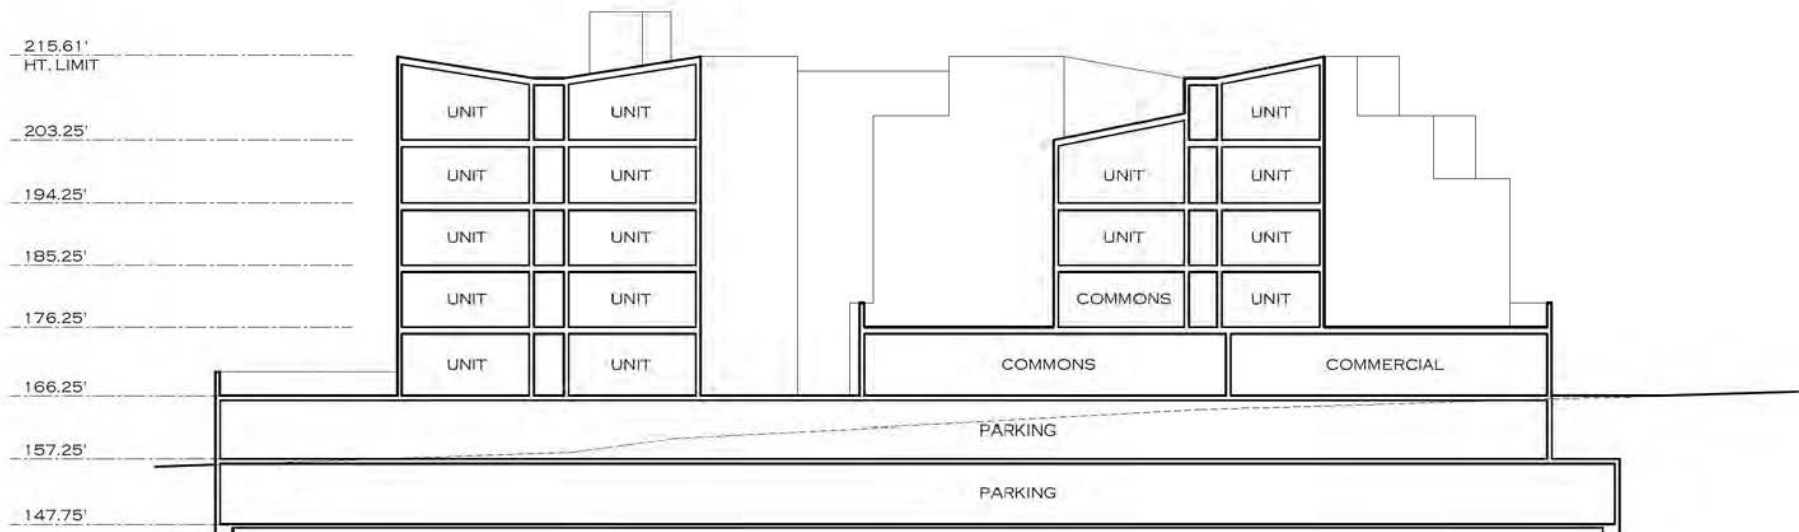 215.61'
HT. LIMIT
UNIT UNIT UNIT
203.25'
UNIT UNIT UNIT UNIT
194.25'
UNIT UNIT UNIT UNIT
185.25'
UNIT UNIT COMMONS UNIT
176.25'
UNIT UNIT COMMONS COMMERCIAL
166.25'
PARKING
157.25'
PARKING
147.75'